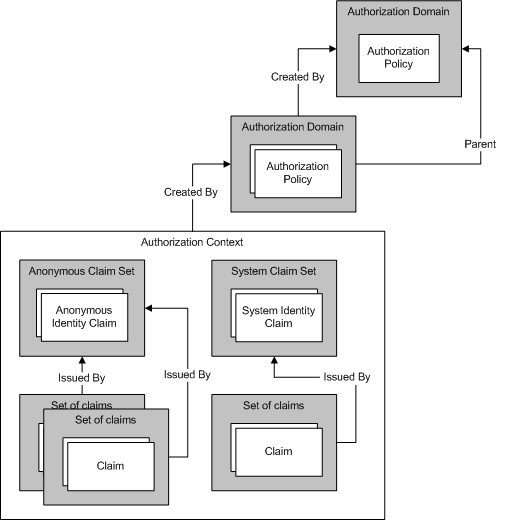 Authorization Domain
Authorization
Policy
Created By
Authorization Domain
Parent
Authorization
Policy
Created By
Authorization Context
Anonymous Claim Set
System Claim Set
Anonymous
Identity Claim
System Identity
Claim
Issued By
Issued By
Issued By
Set of claims
Set of claims
Set of claims
Claim
Claim